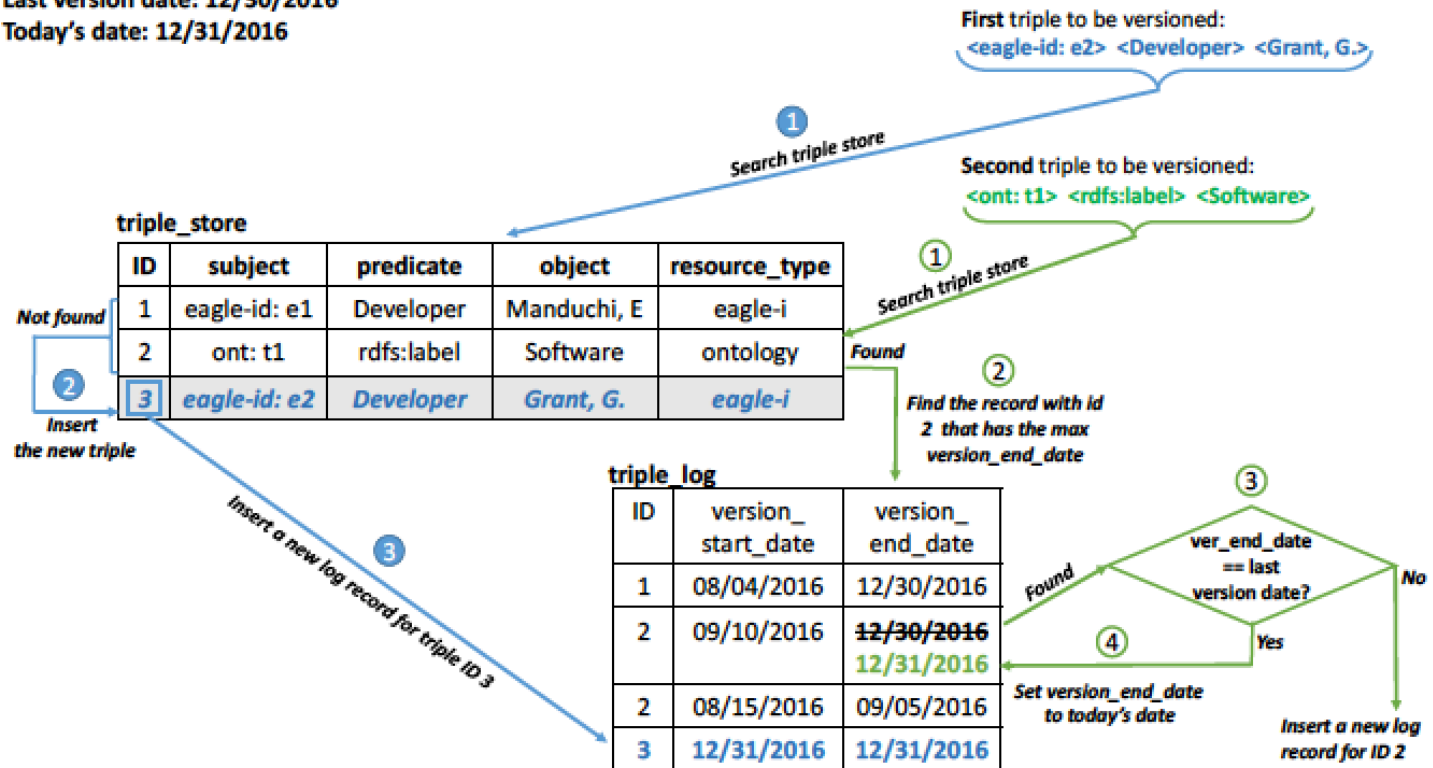 Last version date: 12/30/2016
Today's date: 12/31/2016
First triple to be versioned:
<eagle-id: e2> <Developer> <Grant, G.>
1
Search triple store
Second triple to be versioned:
<ont: t1> <rdfs:label> <Software>
1
Search triple store
triple_store
ID subject predicate object resource_type
1 eagle-id: e1 Developer Manduchi, E eagle-i
2 ont: t1 rdfs:label Software ontology
3 eagle-id: e2 Developer Grant, G. eagle-i
Not found
2
Insert
the new triple
Found
2
Find the record with id
2 that has the max
version_end_date
3
Insert a new log record for triple ID 3
triple_log
ID version_ version_
start_date end_date
1 08/04/2016 12/30/2016
2 09/10/2016 12/30/2016
12/31/2016
2 08/15/2016 09/05/2016
3 12/31/2016 12/31/2016
Found
3
ver_end_date
== last
version date?
No
Yes
4
Set version_end_date
to today's date
Insert a new log
record for ID 2